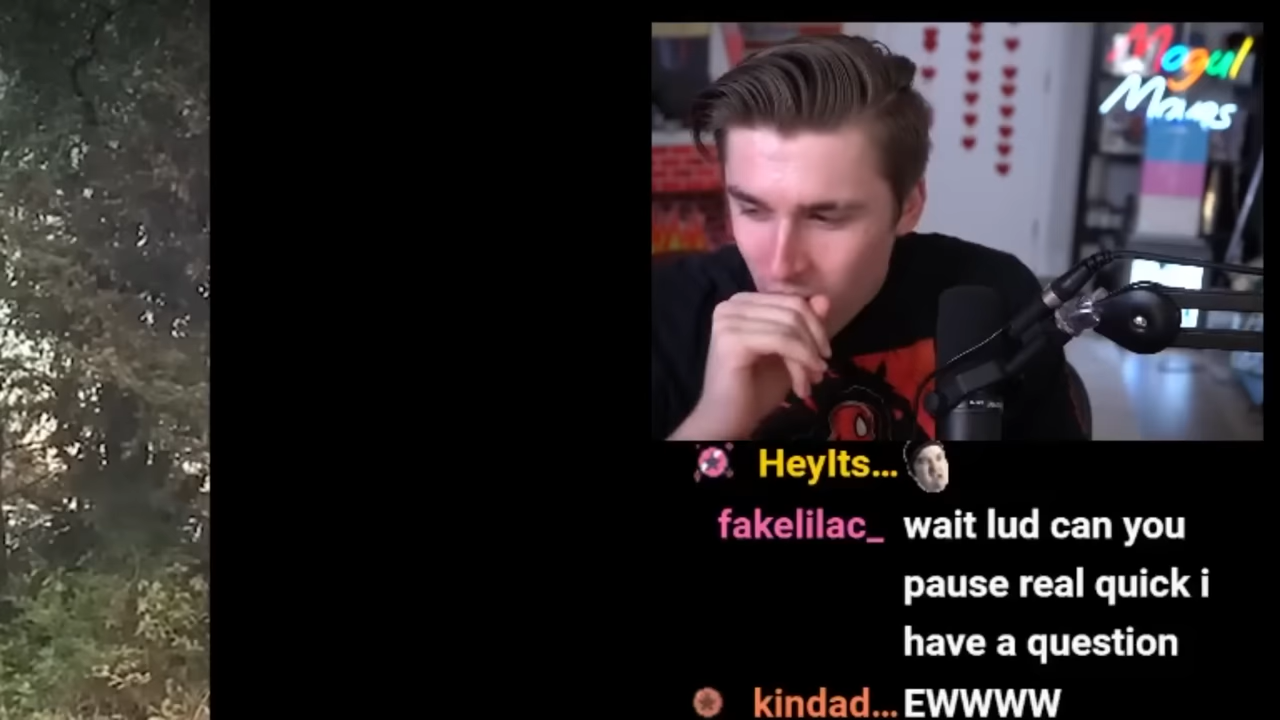 Mogul
Moves
HeyIts...
fakelilac_ wait lud can you
pause real quick i
have a question
kindad... EWWWW